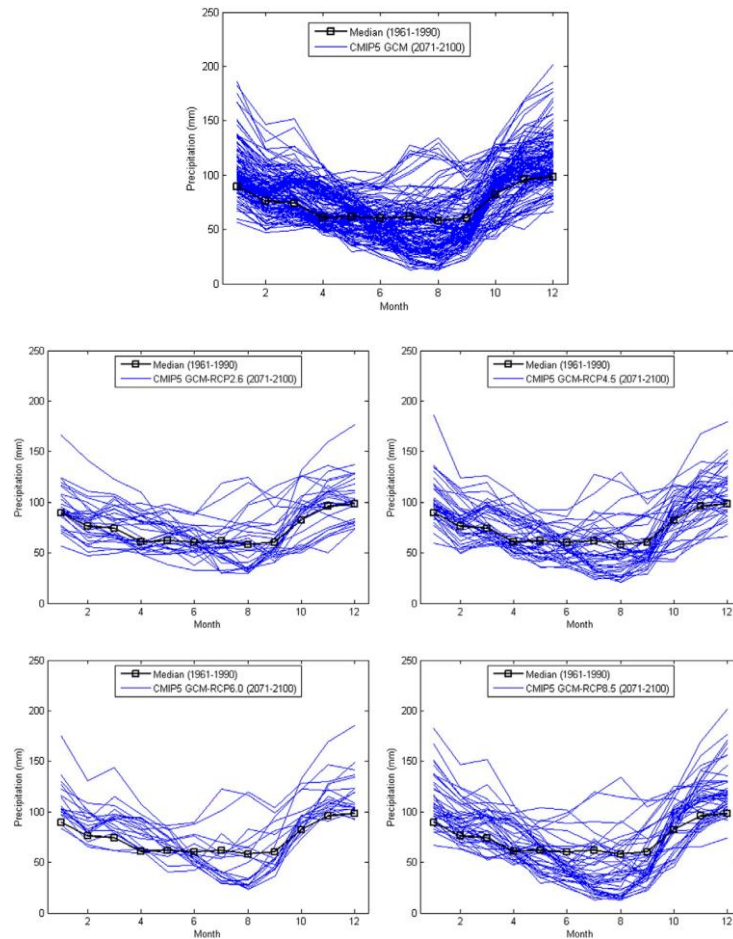 250
200
150
100
50
0
Precipitation (mm)
Median (1961-1990)
CMIP5 GCM (2071-2100)
2 4 6 8 10 12
Month
250
200
150
100
50
0
Precipitation (mm)
Median (1961-1990)
CMIP5 GCM-RCP2.6 (2071-2100)
2 4 6 8 10 12
Month
250
200
150
100
50
0
Precipitation (mm)
Median (1961-1990)
CMIP5 GCM-RCP4.5 (2071-2100)
2 4 6 8 10 12
Month
250
200
150
100
50
0
Precipitation (mm)
Median (1961-1990)
CMIP5 GCM-RCP6.0 (2071-2100)
2 4 6 8 10 12
Month
250
200
150
100
50
0
Precipitation (mm)
Median (1961-1990)
CMIP5 GCM-RCP8.5 (2071-2100)
2 4 6 8 10 12
Month